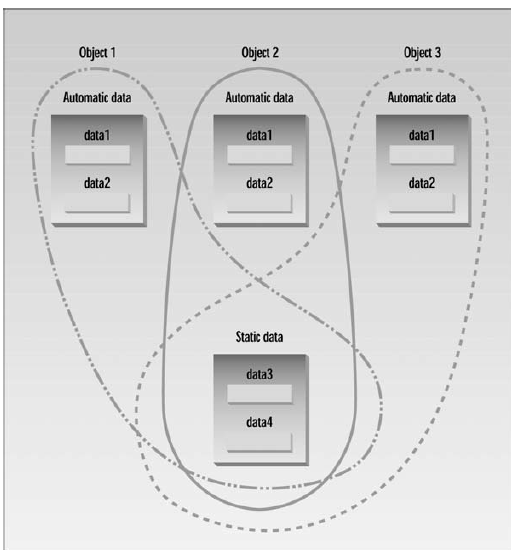 Object 1 Object 2 Object 3
Automatic data Automatic data Automatic data
data1 data1 data1
data2 data2 data2
Static data
data3
data4